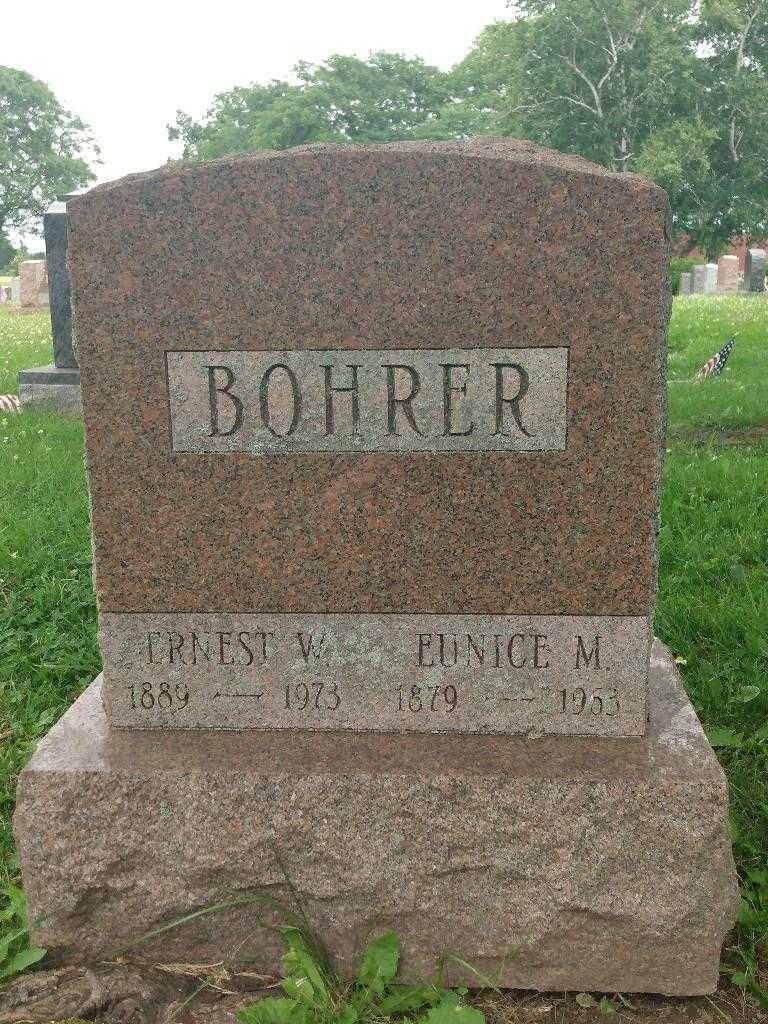 BOHRER
ERNEST W. EUNICE M.
1889 — 1973 1879 —